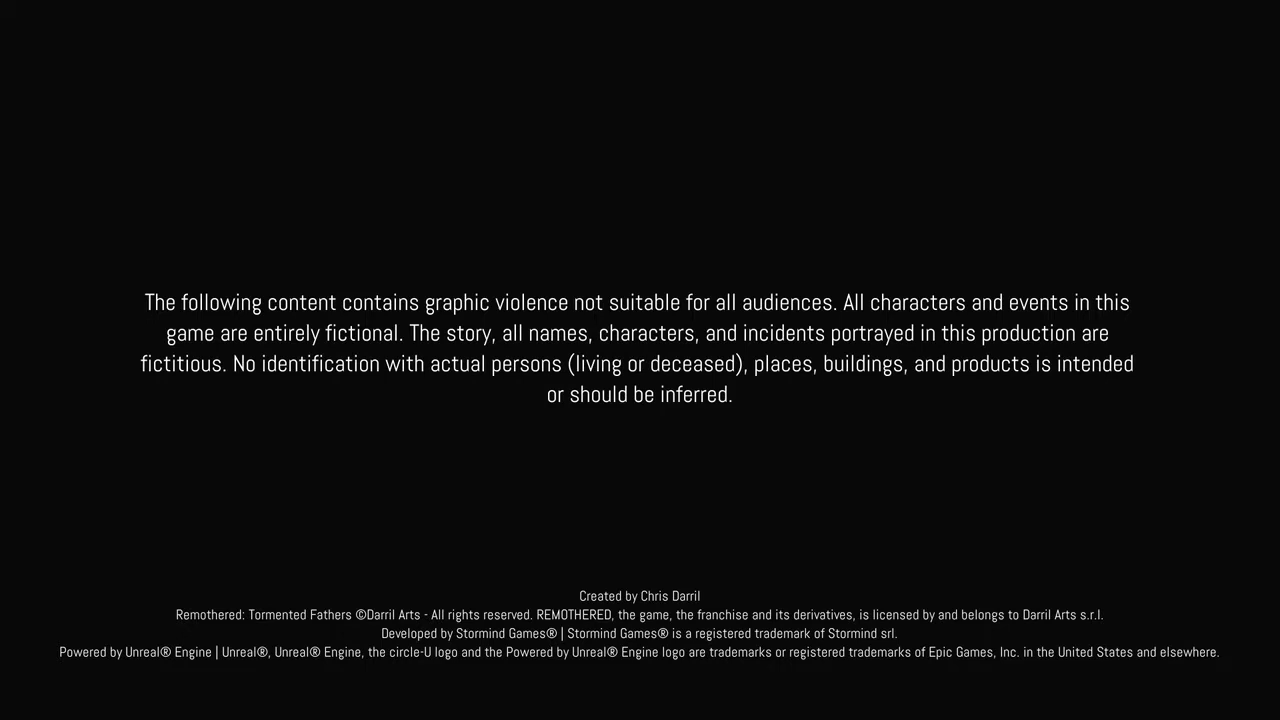 The following content contains graphic violence not suitable for all audiences. All characters and events in this
game are entirely fictional. The story, all names, characters, and incidents portrayed in this production are
fictitious. No identification with actual persons (living or deceased), places, buildings, and products is intended
or should be inferred.
Created by Chris Darril
Remothered: Tormented Fathers ©Darril Arts - All rights reserved. REMOTHERED, the game, the franchise and its derivatives, is licensed by and belongs to Darril Arts s.r.l.
Developed by Stormind Games® | Stormind Games® is a registered trademark of Stormind srl.
Powered by Unreal® Engine | Unreal®, Unreal® Engine, the circle-U logo and the Powered by Unreal® Engine logo are trademarks or registered trademarks of Epic Games, Inc. in the United States and elsewhere.